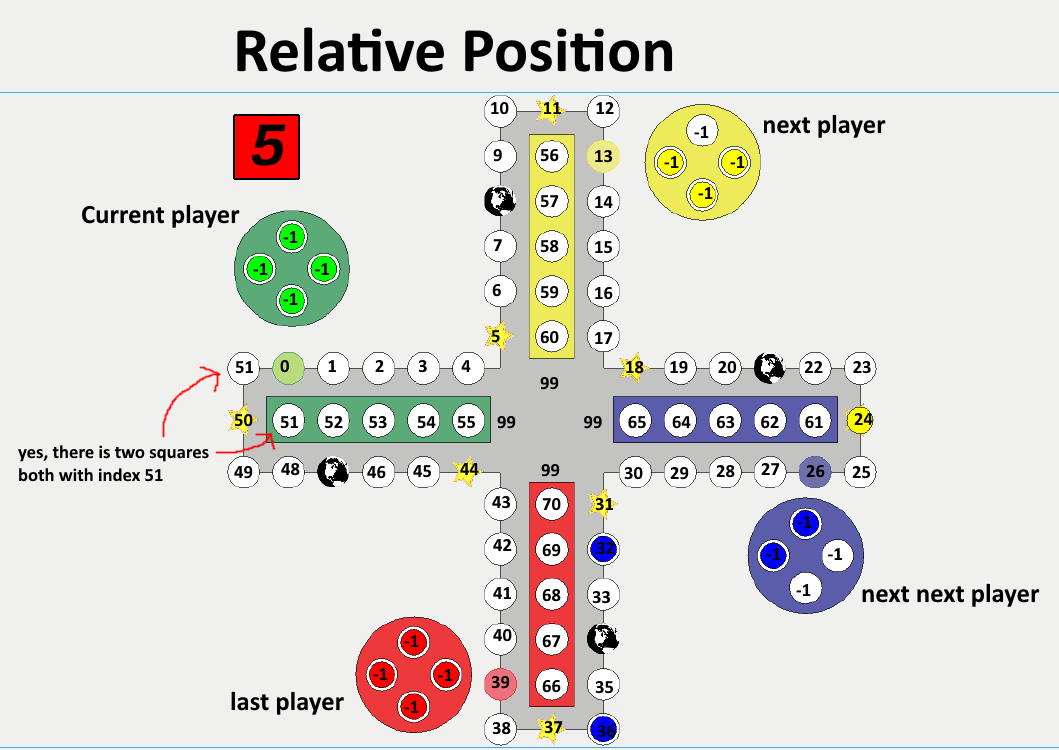 Relative Position
5
Current player
-1
-1 -1
-1
next player
-1
-1 -1
-1
10 11 12
9 56 13
57 14
7 58 15
6 59 16
5 60 17
51 0 1 2 3 4 18 19 20 22 23
99
50 51 52 53 54 55 99 99 65 64 63 62 61 24
yes, there is two squares
both with index 51
49 48 46 45 44 99 30 29 28 27 26 25
43 70 31
42 69 32
41 68 33
40 67
39 66 35
38 37 36
-1
-1 -1
-1
next next player
-1
-1 -1
-1
last player